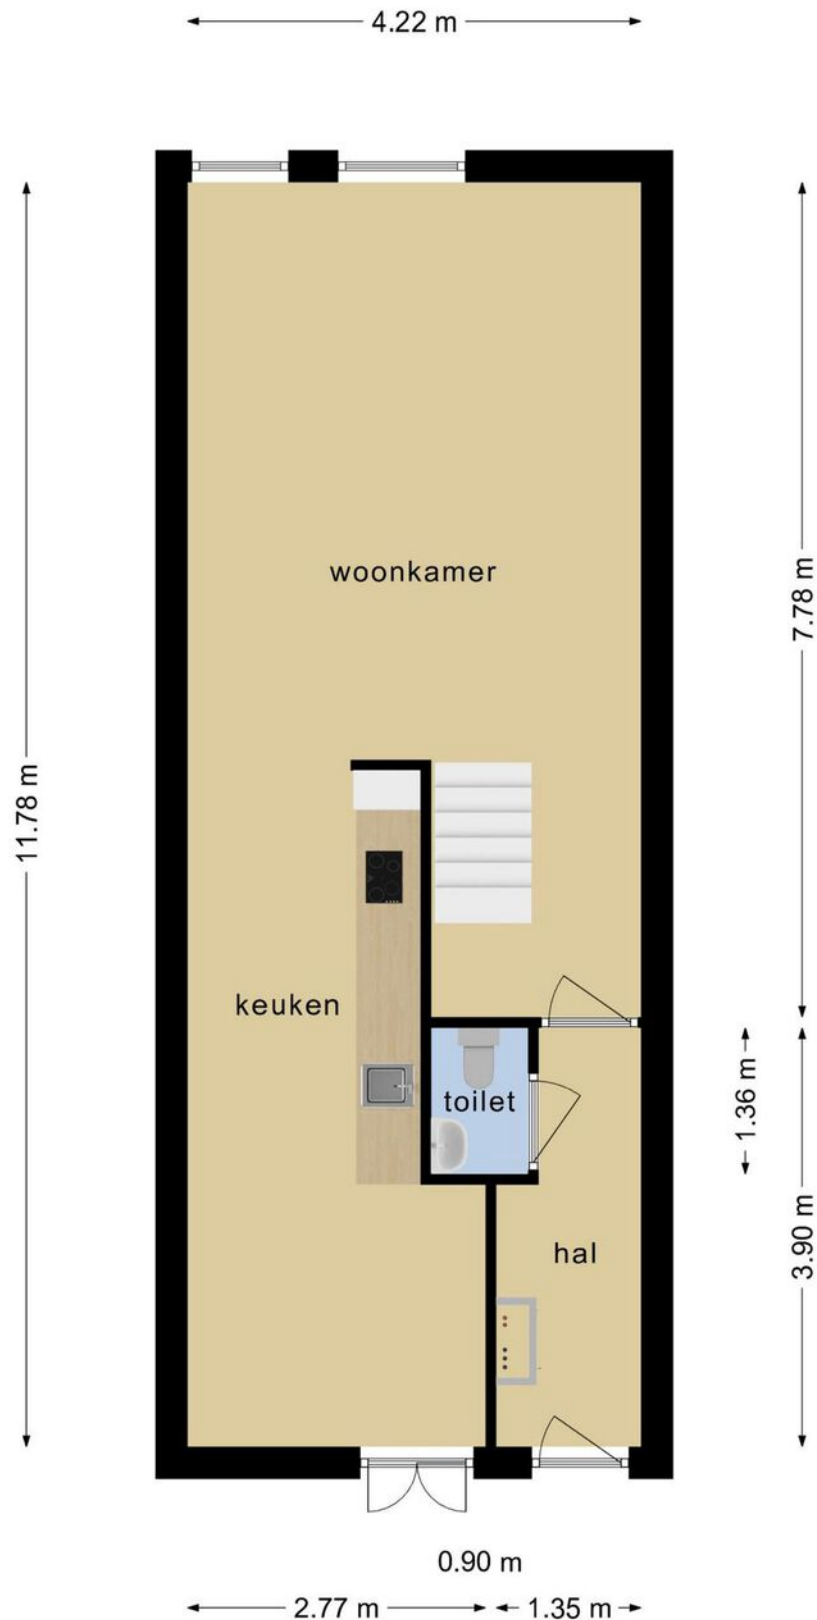 4.22 m
woonkamer
7.78 m
11.78 m
keuken
toilet
1.36 m
3.90 m
hal
0.90 m
2.77 m
1.35 m